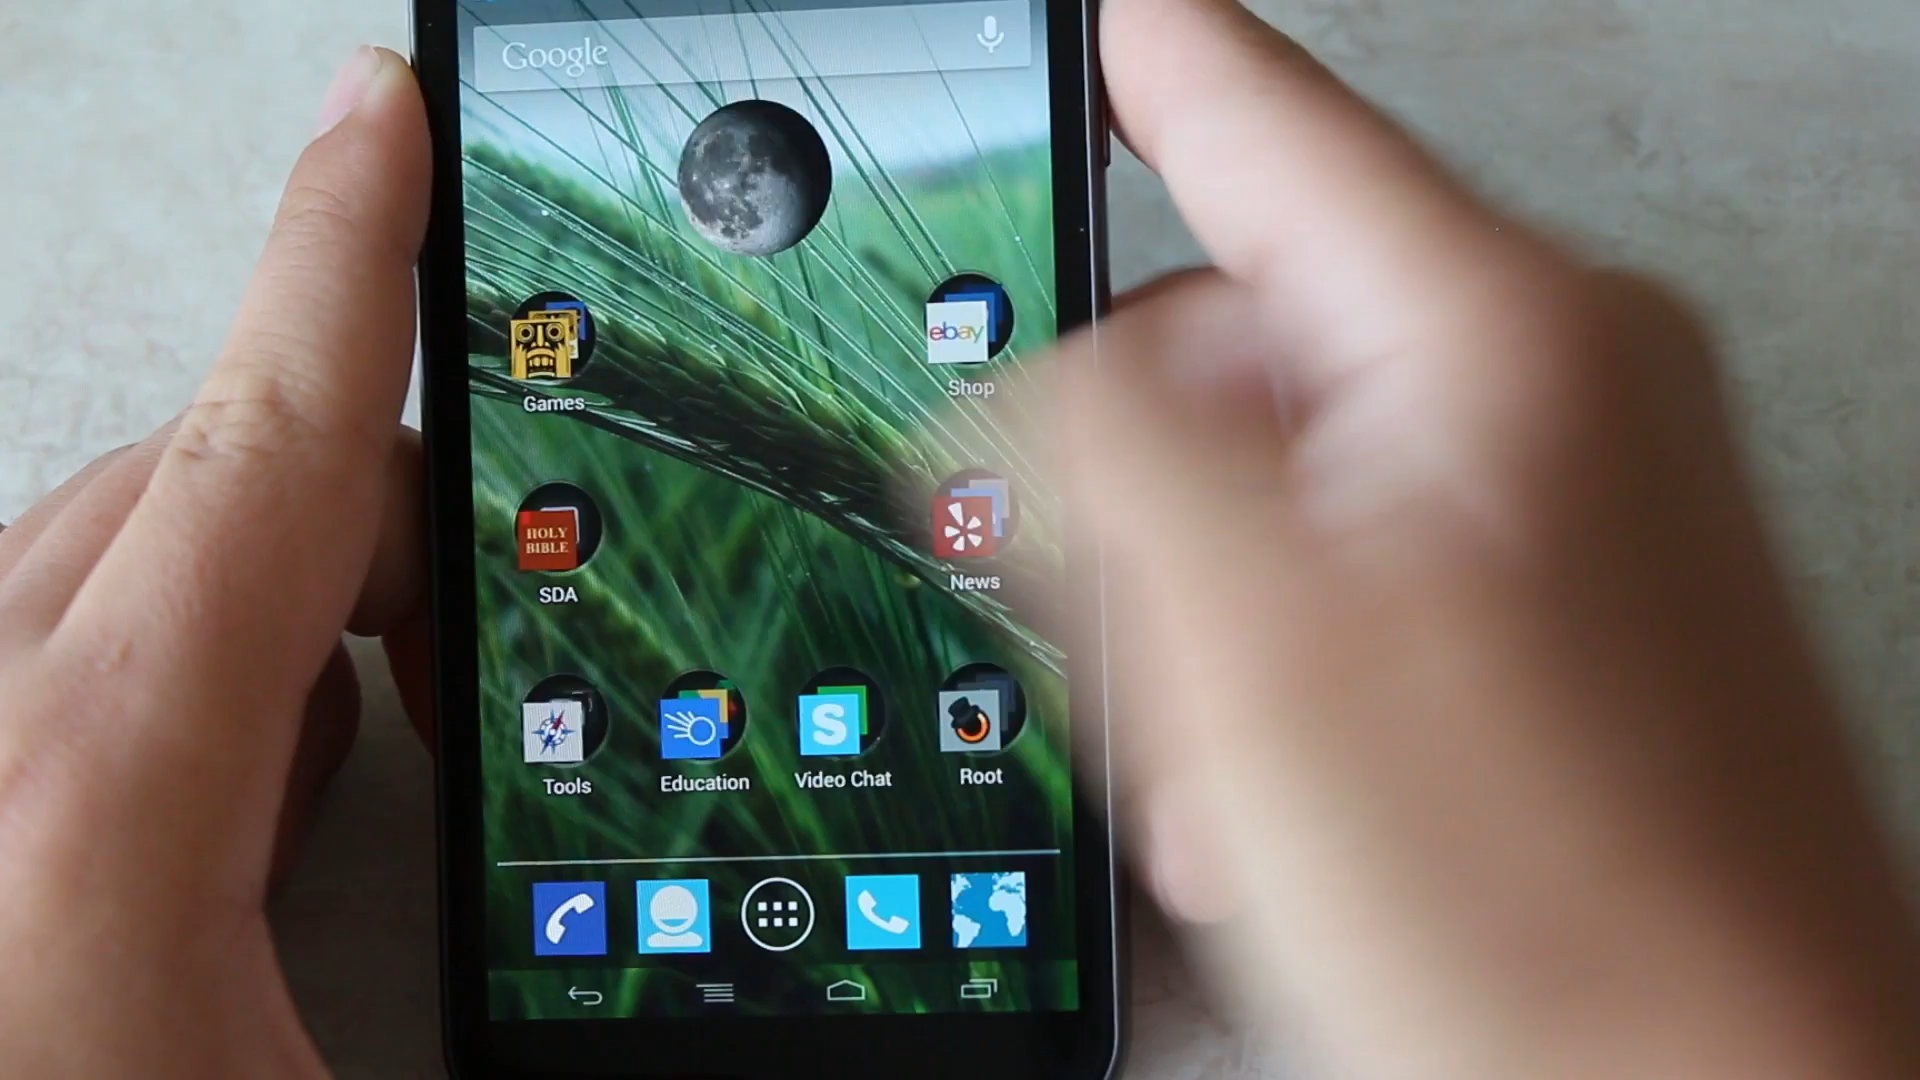 Google
ebay
Games
Shop
HOLY
BIBLE
SDA
News
S
Tools
Education
Video Chat
Root